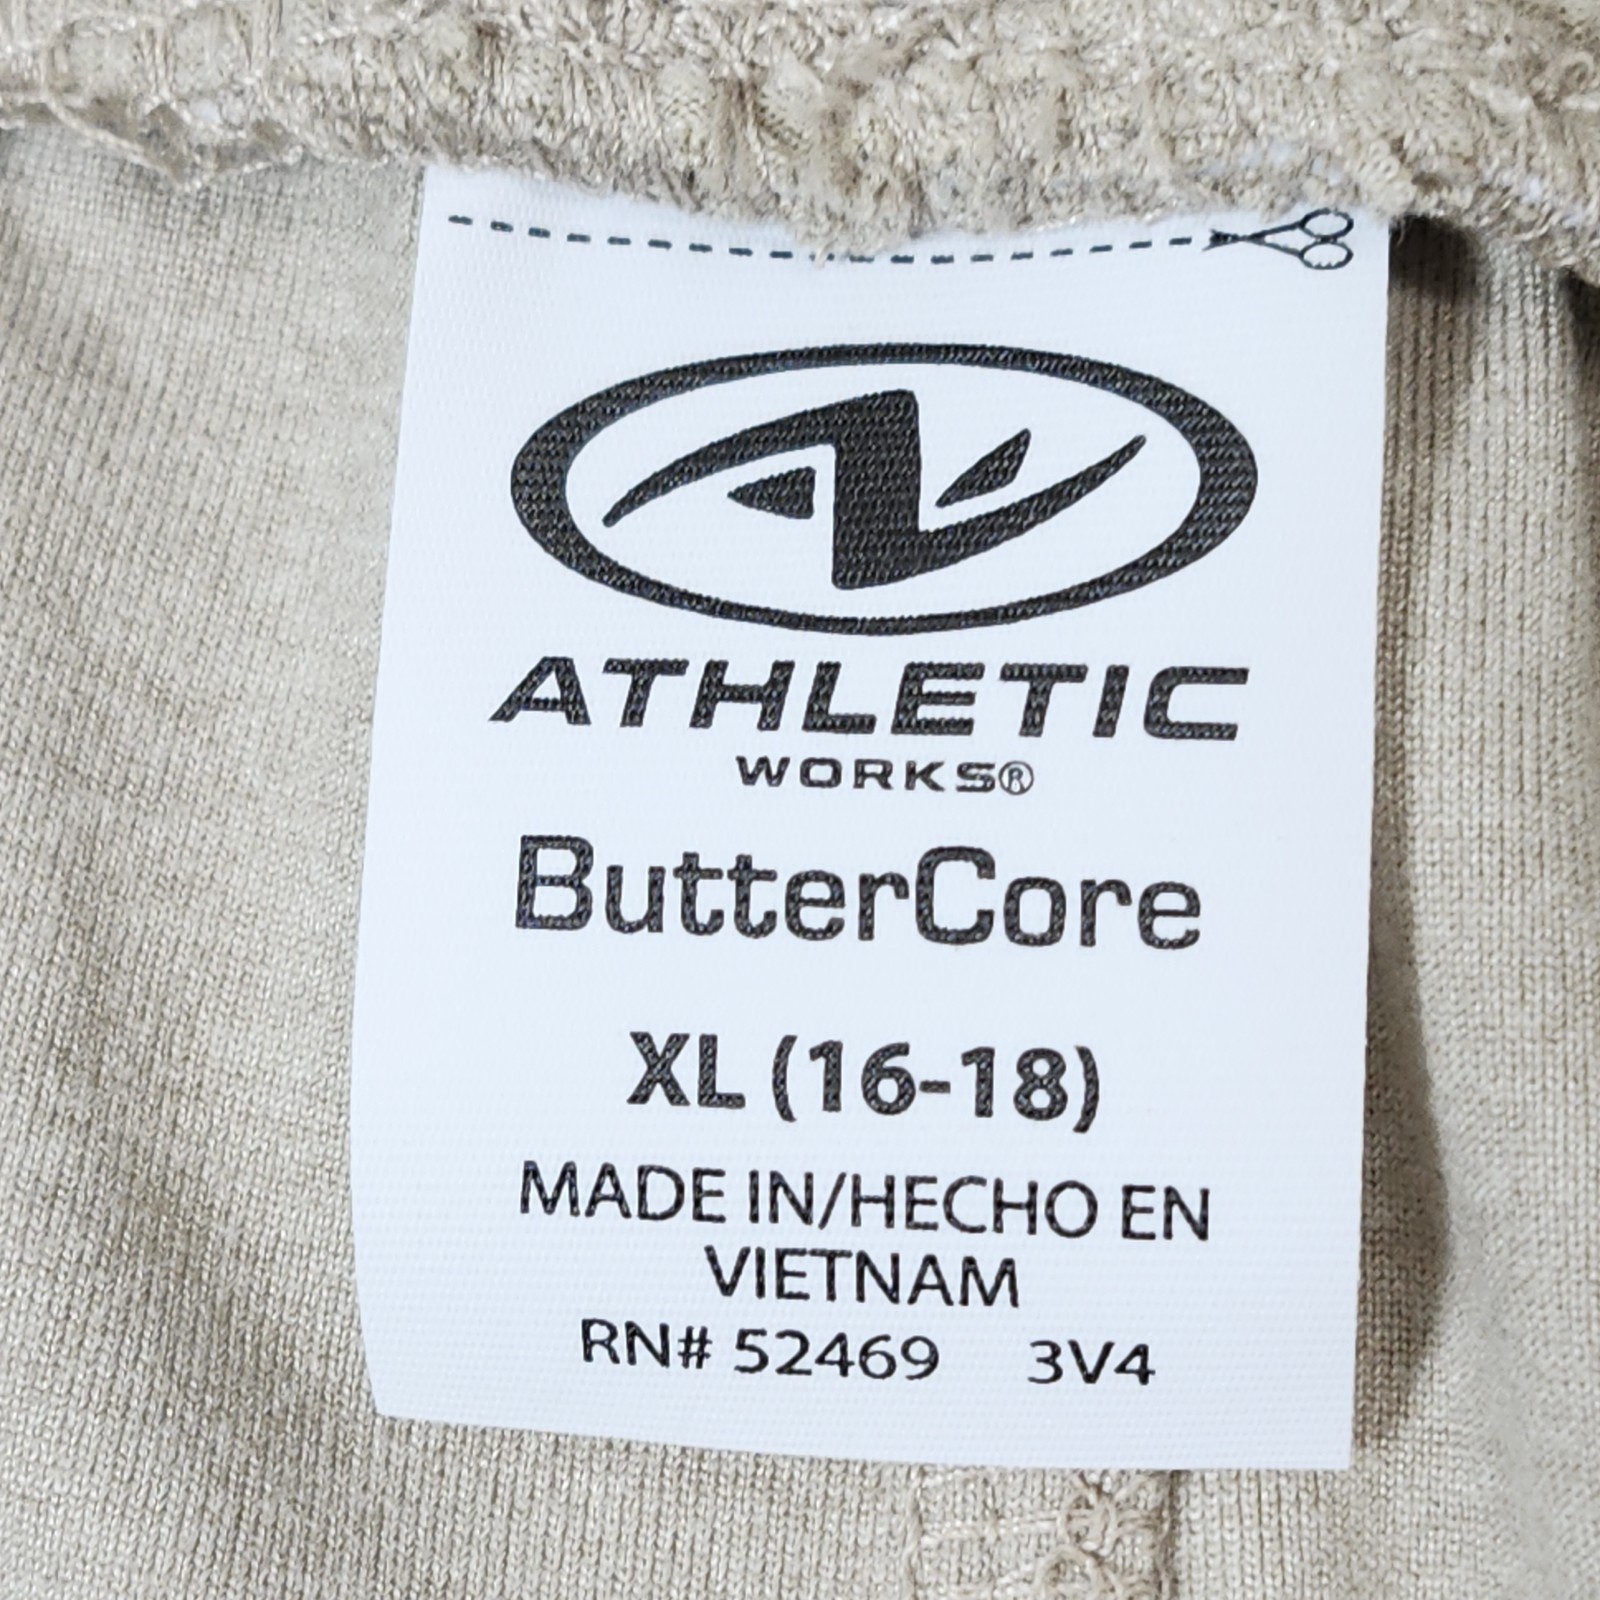 ATHLETIC
WORKS®
ButterCore
XL (16-18)
MADE IN/HECHO EN
VIETNAM
RN# 52469 3V4